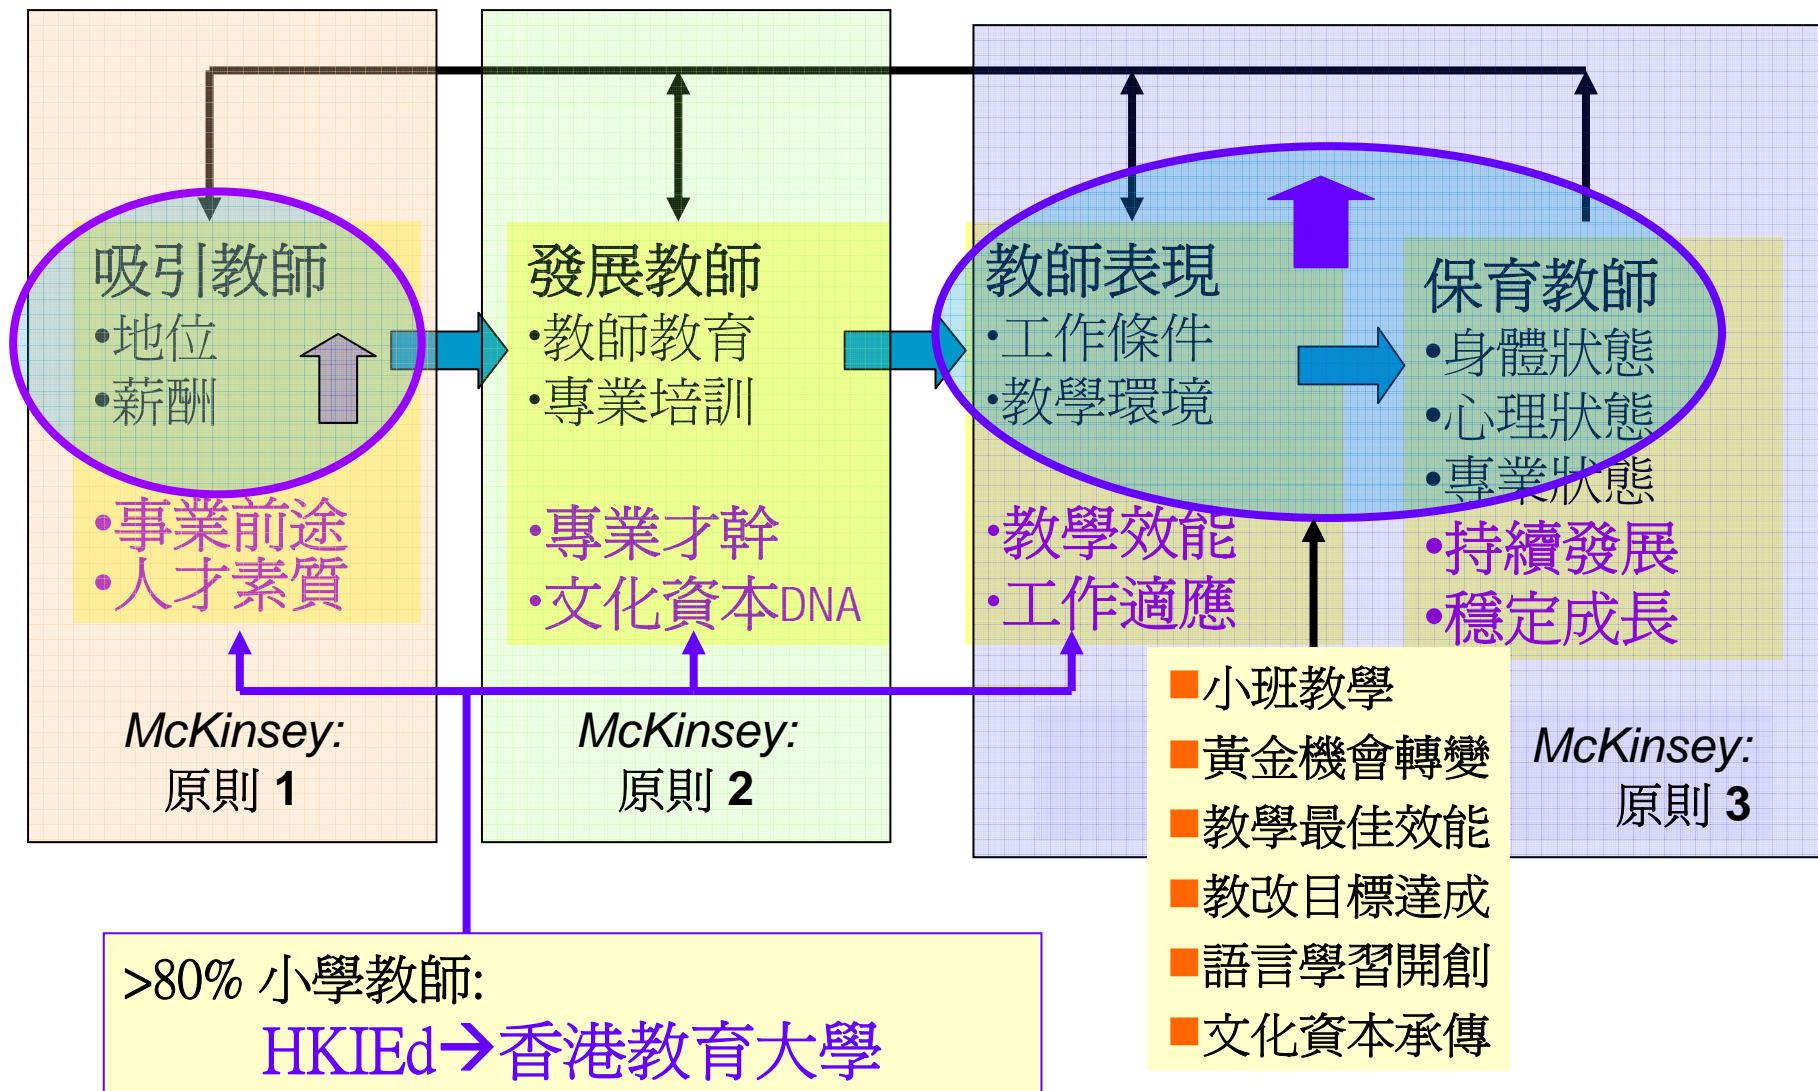 吸引教師
•地位
•薪酬
•事業前途
•人才素質
McKinsey:
原則 1
發展教師
•教師教育
•專業培訓
•專業才幹
•文化資本DNA
McKinsey:
原則 2
教師表現
•工作條件
•教學環境
•教學效能
•工作適應
保育教師
•身體狀態
•心理狀態
•專業狀態
•持續發展
•穩定成長
McKinsey:
原則 3
■小班教學
■黃金機會轉變
■教學最佳效能
■教改目標達成
■語言學習開創
■文化資本承傳
>80% 小學教師:
HKIEd→香港教育大學